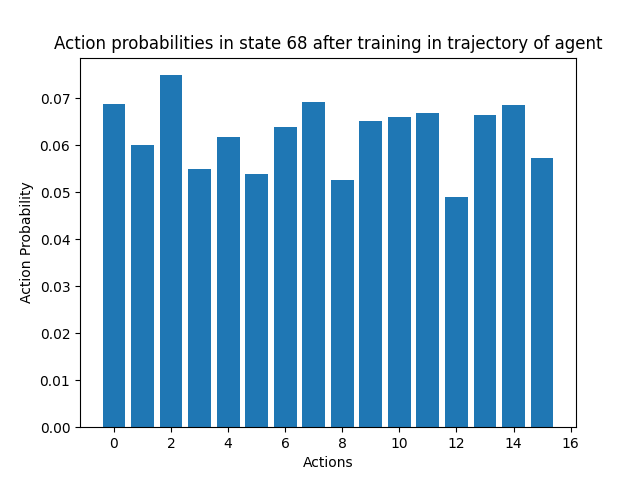 Action probabilities in state 68 after training in trajectory of agent
0.07
0.06
0.05
0.04
0.03
0.02
0.01
0.00
Action Probability
0 2 4 6 8 10 12 14 16
Actions